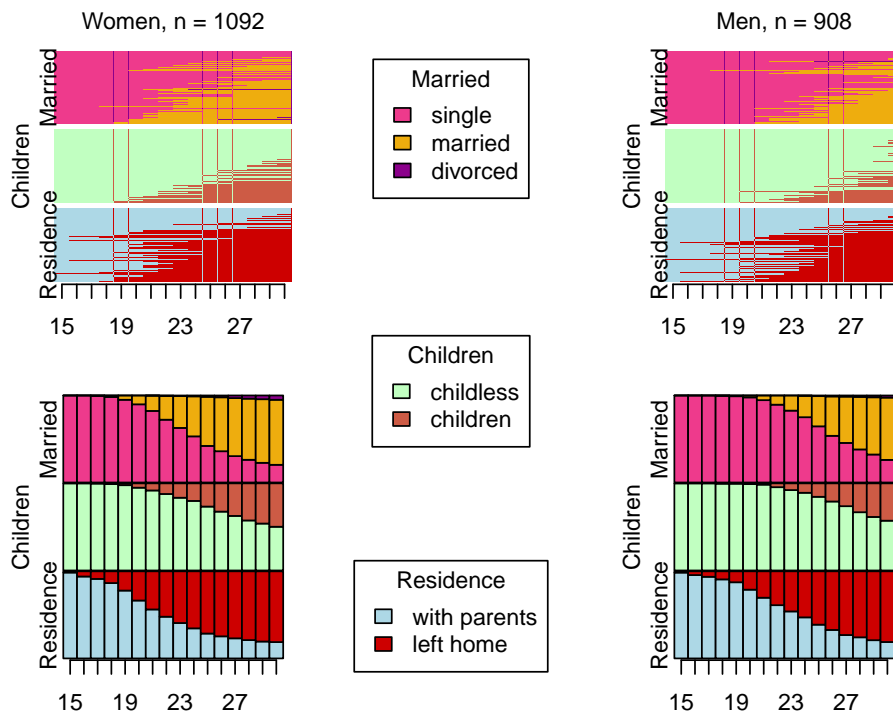 Women, n = 1092
Married
Children
Residence
15 19 23 27
Married
single
married
divorced
Men, n = 908
Married
Children
Residence
15 19 23 27
Children
childless
children
Married
Children
Residence
15 19 23 27
Residence
with parents
left home
Married
Children
Residence
15 19 23 27